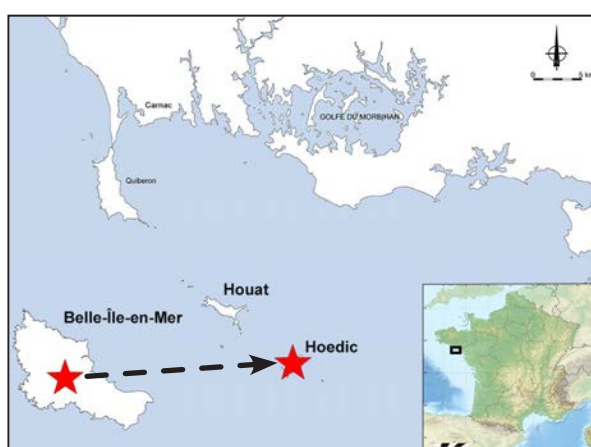 Carnac
GOLFE DU MORBIHAN
0 5 km
Quiberon
Houat
Belle-Île-en-Mer
Hoedic